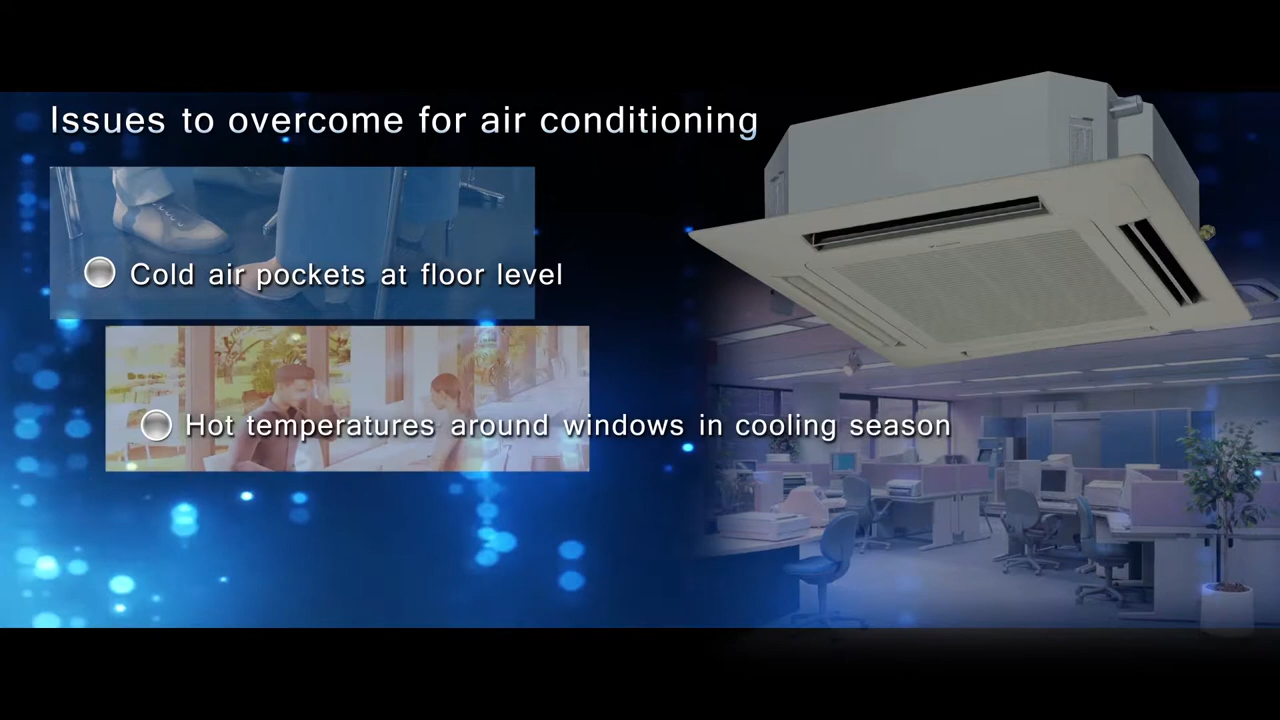 Issues to overcome for air conditioning
Cold air pockets at floor level
Hot temperatures around windows in cooling season